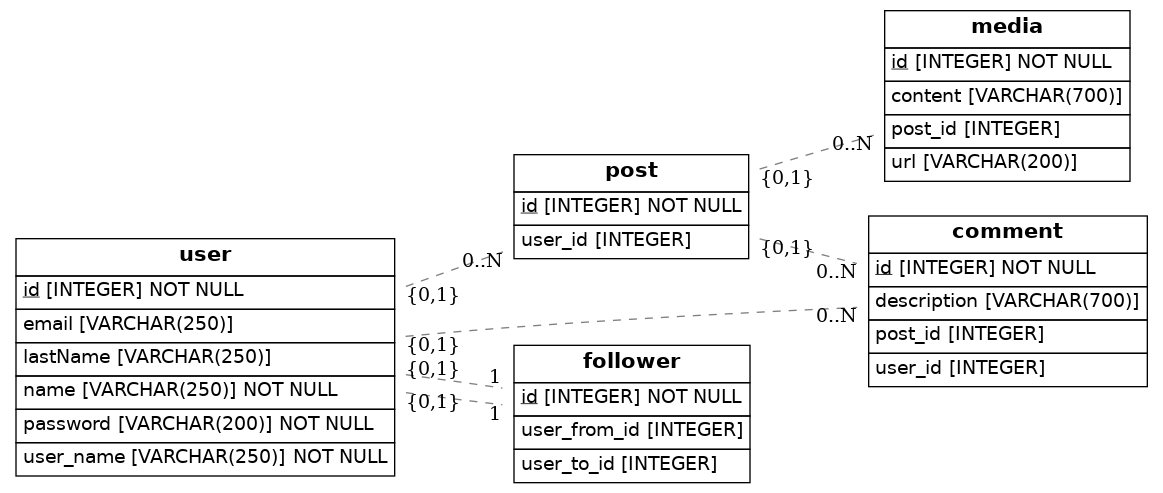 user
id [INTEGER] NOT NULL
email [VARCHAR(250)]
lastName [VARCHAR(250)]
name [VARCHAR(250)] NOT NULL
password [VARCHAR(200)] NOT NULL
user_name [VARCHAR(250)] NOT NULL
0..N
{0,1}
0..N
{0,1}
{0,1}
1
{0,1}
1
post
id [INTEGER] NOT NULL
user_id [INTEGER]
follower
id [INTEGER] NOT NULL
user_from_id [INTEGER]
user_to_id [INTEGER]
0..N
{0,1}
{0,1}
0..N
media
id [INTEGER] NOT NULL
content [VARCHAR(700)]
post_id [INTEGER]
url [VARCHAR(200)]
comment
id [INTEGER] NOT NULL
description [VARCHAR(700)]
post_id [INTEGER]
user_id [INTEGER]